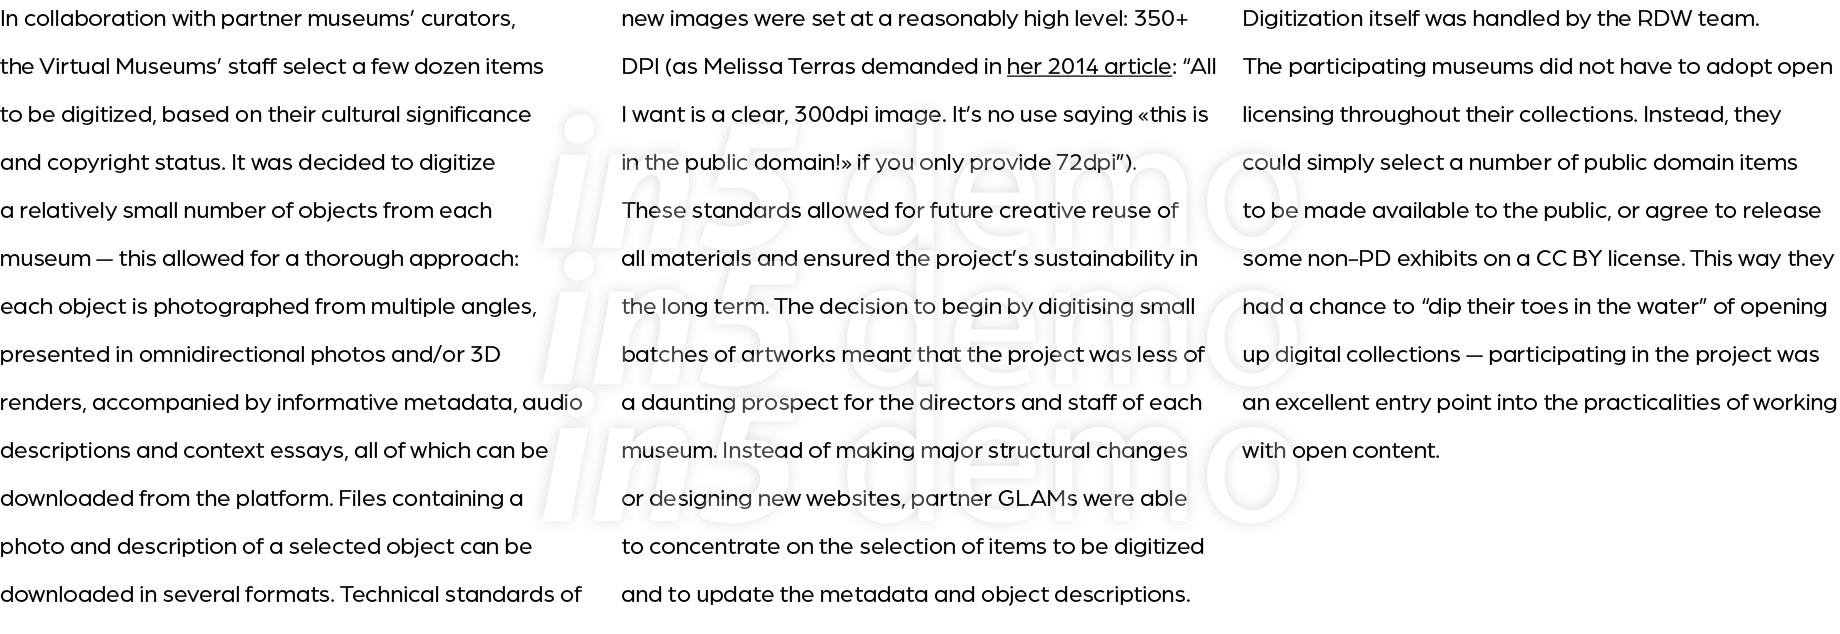 In collaboration with partner museums’ curators,
the Virtual Museums’ staff select a few dozen items
to be digitized, based on their cultural significance
and copyright status. It was decided to digitize
a relatively small number of objects from each
museum — this allowed for a thorough approach:
each object is photographed from multiple angles,
presented in omnidirectional photos and/or 3D
renders, accompanied by informative metadata, audio
descriptions and context essays, all of which can be
downloaded from the platform. Files containing a
photo and description of a selected object can be
downloaded in several formats. Technical standards of
new images were set at a reasonably high level: 350+
DPI (as Melissa Terras demanded in her 2014 article: “All
I want is a clear, 300dpi image. It’s no use saying «this is
in the public domain!» if you only provide 72dpi”).
These standards allowed for future creative reuse of
all materials and ensured the project’s sustainability in
the long term. The decision to begin by digitising small
batches of artworks meant that the project was less of
a daunting prospect for the directors and staff of each
museum. Instead of making major structural changes
or designing new websites, partner GLAMs were able
to concentrate on the selection of items to be digitized
and to update the metadata and object descriptions.
Digitization itself was handled by the RDW team.
The participating museums did not have to adopt open
licensing throughout their collections. Instead, they
could simply select a number of public domain items
to be made available to the public, or agree to release
some non-PD exhibits on a CC BY license. This way they
had a chance to “dip their toes in the water” of opening
up digital collections — participating in the project was
an excellent entry point into the practicalities of working
with open content.
in5 demo
in5 demo
in5 demo